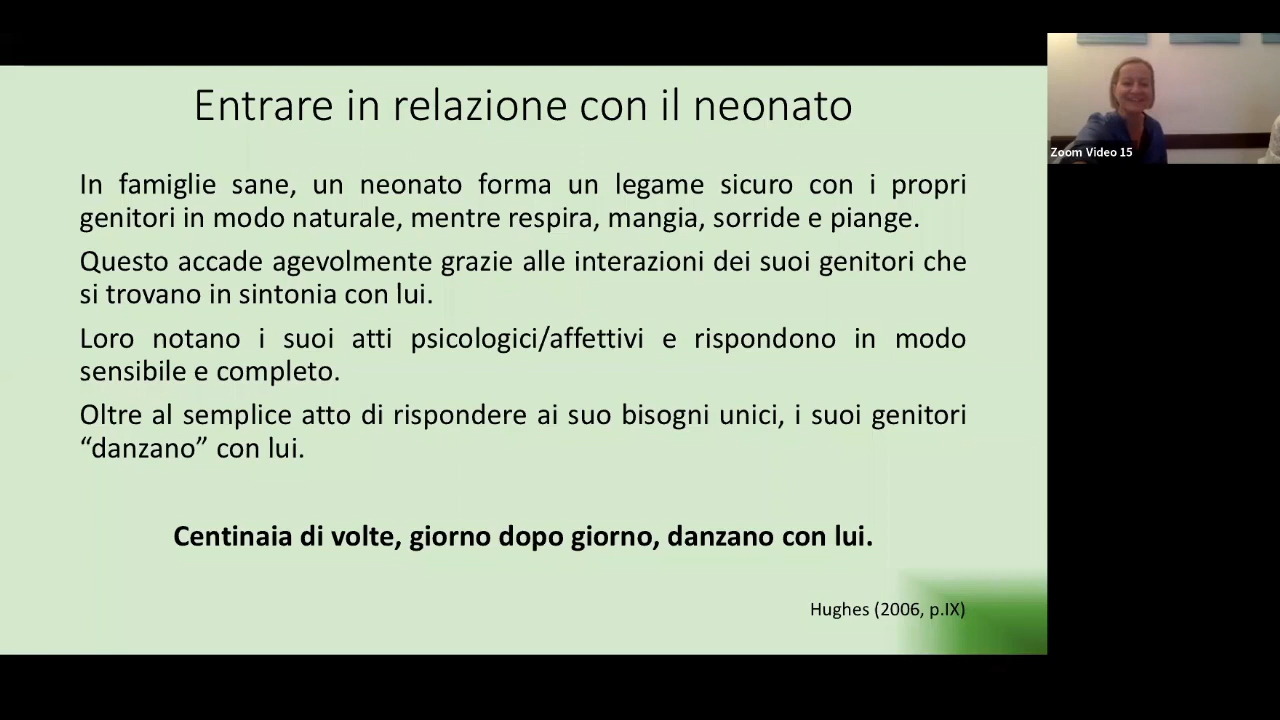 Entrare in relazione con il neonato
In famiglie sane, un neonato forma un legame sicuro con i propri
genitori in modo naturale, mentre respira, mangia, sorride e piange.
Questo accade agevolmente grazie alle interazioni dei suoi genitori che
si trovano in sintonia con lui.
Loro notano i suoi atti psicologici/affettivi e rispondono in modo
sensibile e completo.
Oltre al semplice atto di rispondere ai suo bisogni unici, i suoi genitori
“danzano” con lui.
Centinaia di volte, giorno dopo giorno, danzano con lui.
Hughes (2006, p.IX)
Zoom Video 15